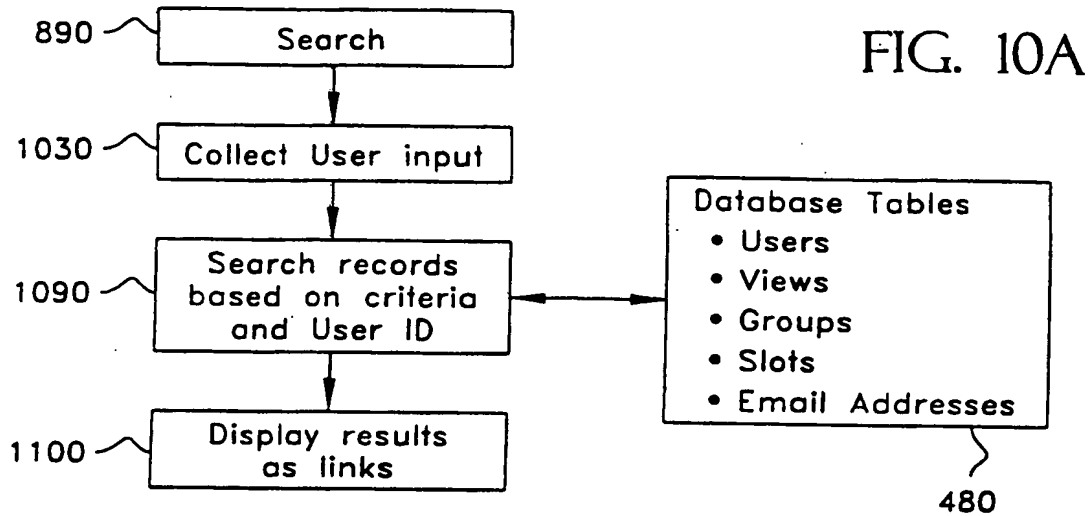 FIG. 10A
890
Search
1030
Collect User input
1090
Search records
based on criteria
and User ID
1100
Display results
as links
Database Tables
• Users
• Views
• Groups
• Slots
• Email Addresses
480